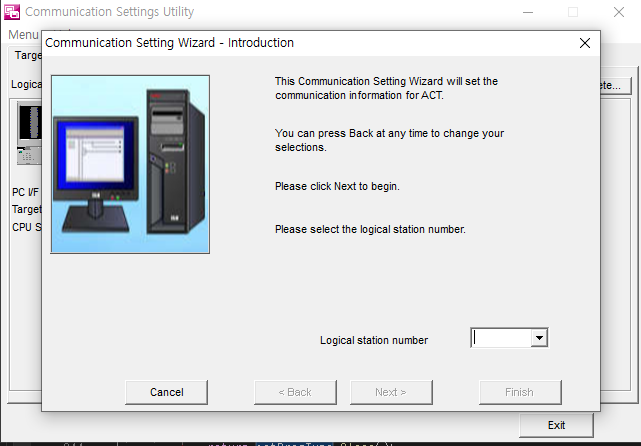 Communication Settings Utility
Menu
Communication Setting Wizard - Introduction
Targe
Logica
ete...
This Communication Setting Wizard will set the
communication information for ACT.
You can press Back at any time to change your
selections.
Please click Next to begin.
PC I/F
Target
CPU S
Please select the logical station number.
Logical station number
Cancel
< Back
Next >
Finish
Exit